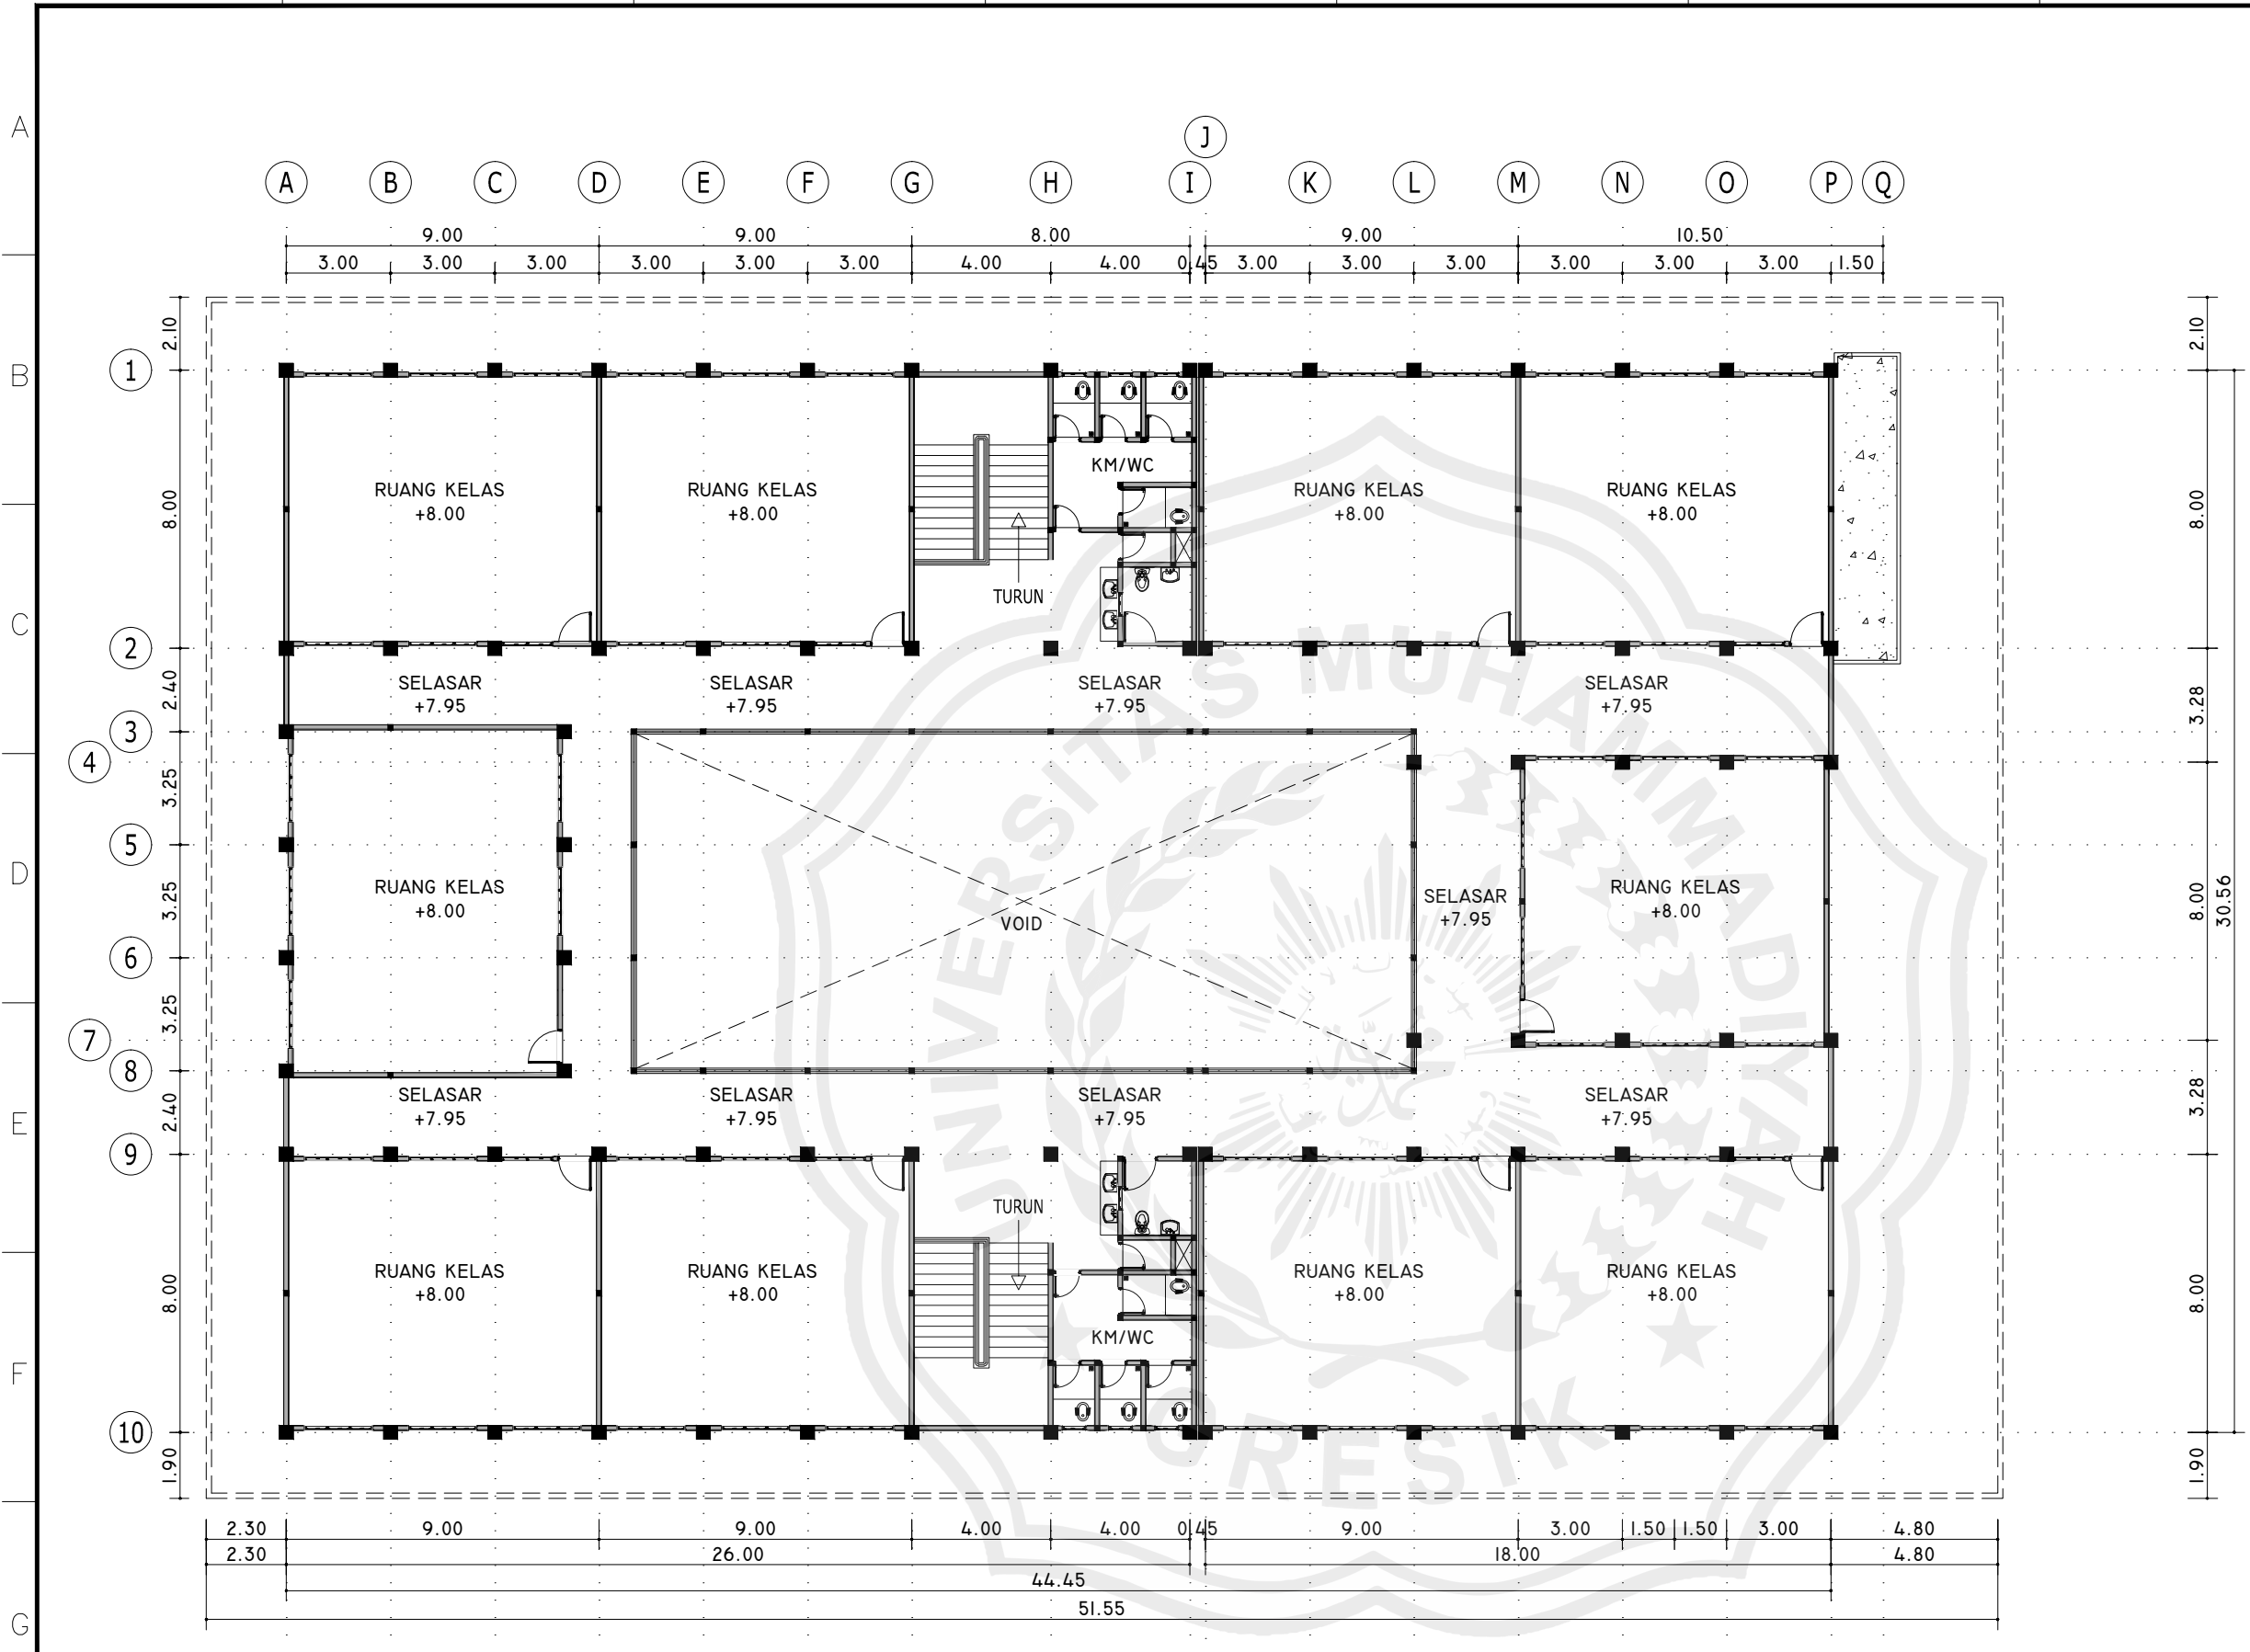 J
A B C D E F G H I K L M N O P Q
9.00 9.00 8.00 9.00 10.50
3.00 3.00 3.00 3.00 3.00 3.00 4.00 4.00 0.45 3.00 3.00 3.00 3.00 3.00 3.00 1.50
A
B
C
D
E
F
G
1
2
3
4
5
6
7
8
9
10
2.10
8.00
2.40
3.25
3.25
3.25
2.40
8.00
1.90
RUANG KELAS
+8.00
RUANG KELAS
+8.00
TURUN
KM/WC
RUANG KELAS
+8.00
RUANG KELAS
+8.00
SELASAR
+7.95
SELASAR
+7.95
SELASAR
+7.95
SELASAR
+7.95
RUANG KELAS
+8.00
VOID
SELASAR
+7.95
RUANG KELAS
+8.00
SELASAR
+7.95
SELASAR
+7.95
SELASAR
+7.95
SELASAR
+7.95
RUANG KELAS
+8.00
RUANG KELAS
+8.00
TURUN
KM/WC
RUANG KELAS
+8.00
RUANG KELAS
+8.00
UNIVERSITAS MUHAMMADIYAH
GRESIK
2.10
8.00
3.28
8.00
3.28
8.00
1.90
30.56
2.30 9.00 9.00 4.00 4.00 0.45 9.00 3.00 1.50 1.50 3.00 4.80
2.30 26.00 18.00 4.80
44.45
51.55